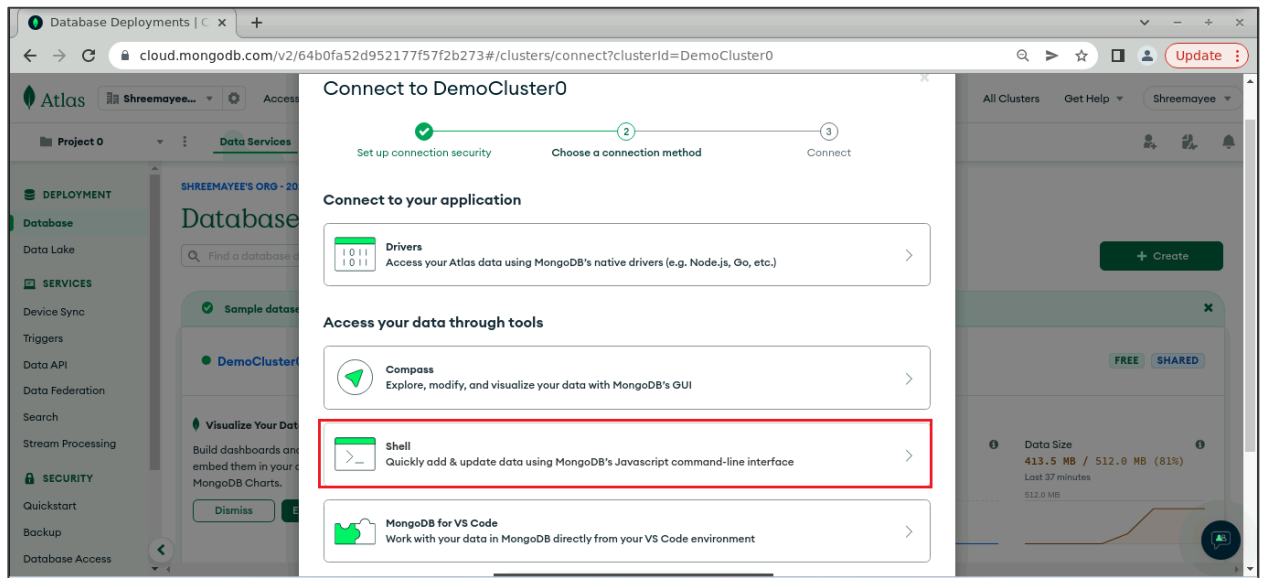 Database Deployments | C
cloud.mongodb.com/v2/64b0fa52d952177f57f2b273#/clusters/connect?clusterId=DemoCluster0
Update
Atlas
Shreemayee...
Access
All Clusters
Get Help
Shreemayee
Project 0
Data Services
DEPLOYMENT
Database
Data Lake
SERVICES
Device Sync
Triggers
Data API
Data Federation
Search
Stream Processing
SECURITY
Quickstart
Backup
Database Access
SHREEMAYEE'S ORG - 20
Database
Find a database d
+ Create
Sample datase
DemoCluster0
FREE SHARED
Visualize Your Dat
Build dashboards and
embed them in your
MongoDB Charts.
Dismiss
E
Data Size
413.5 MB / 512.0 MB (81%)
Last 37 minutes
512.0 MB
Connect to DemoCluster0
2
3
Set up connection security
Choose a connection method
Connect
Connect to your application
Drivers
Access your Atlas data using MongoDB's native drivers (e.g. Node.js, Go, etc.)
Access your data through tools
Compass
Explore, modify, and visualize your data with MongoDB's GUI
Shell
Quickly add & update data using MongoDB's Javascript command-line interface
MongoDB for VS Code
Work with your data in MongoDB directly from your VS Code environment